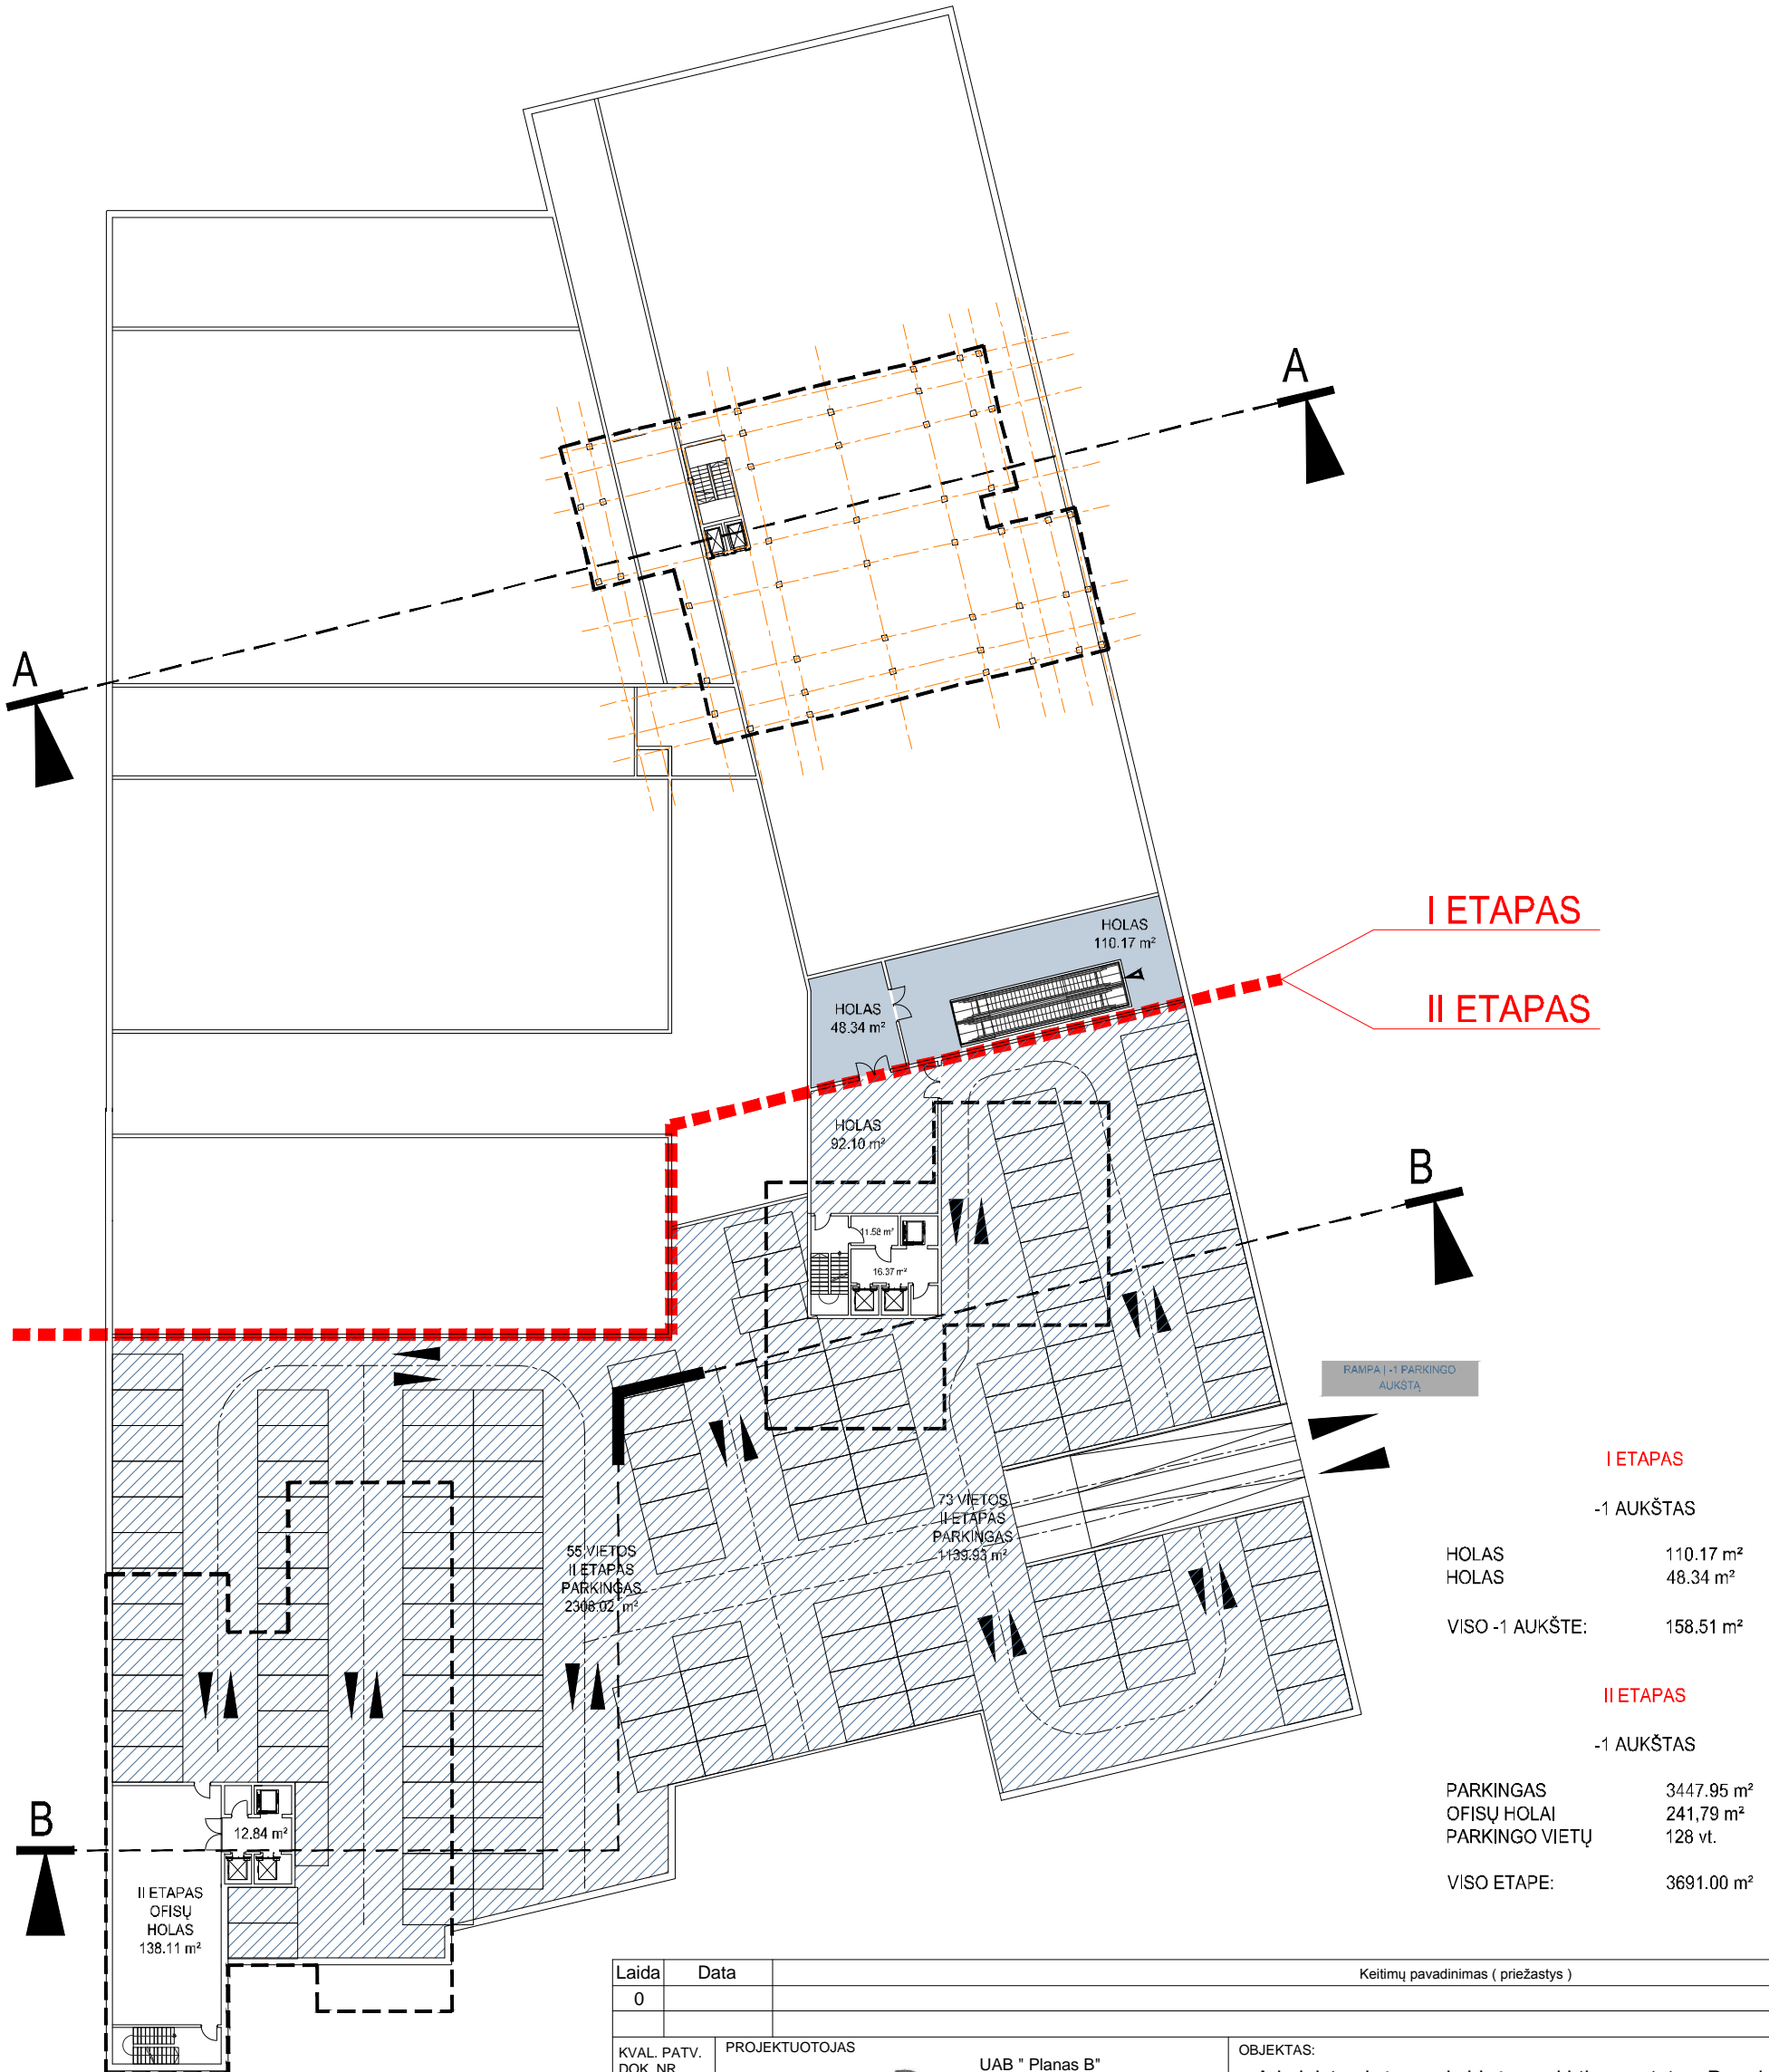 A
A
I ETAPAS
II ETAPAS
HOLAS
110.17 m²
HOLAS
48.34 m²
HOLAS
92.10 m²
B
11.58 m²
16.37 m²
RAMPA Į -1 PARKINGO
AUKŠTĄ
73 VIETOS
II ETAPAS
PARKINGAS
1139.93 m²
55 VIETOS
II ETAPAS
PARKINGAS
2308.02 m²
I ETAPAS
-1 AUKŠTAS
HOLAS 110.17 m²
HOLAS 48.34 m²
VISO -1 AUKŠTE: 158.51 m²
II ETAPAS
-1 AUKŠTAS
PARKINGAS 3447.95 m²
OFISŲ HOLAI 241,79 m²
PARKINGO VIETŲ 128 vt.
VISO ETAPE: 3691.00 m²
B
12.84 m²
II ETAPAS
OFISŲ
HOLAS
138.11 m²
Laida Data Keitimų pavadinimas ( priežastys )
0
KVAL. PATV.
DOK. NR.
PROJEKTUOTOJAS
UAB " Planas B"
OBJEKTAS: